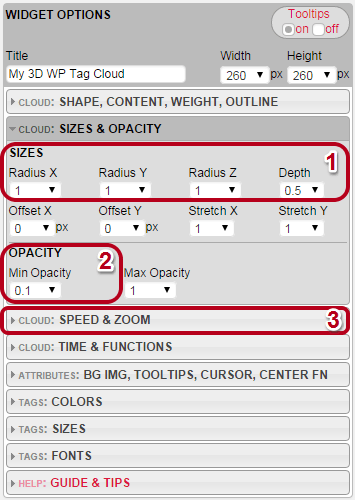 WIDGET OPTIONS
Tooltips
on off
Title Width Height
My 3D WP Tag Cloud 260 px 260 px
CLOUD: SHAPE, CONTENT, WEIGHT, OUTLINE
CLOUD: SIZES & OPACITY
SIZES 1
Radius X Radius Y Radius Z Depth
1 1 1 0.5
Offset X Offset Y Stretch X Stretch Y
0 px 0 px 1 1
OPACITY 2
Min Opacity Max Opacity
0.1 1
CLOUD: SPEED & ZOOM 3
CLOUD: TIME & FUNCTIONS
ATTRIBUTES: BG IMG, TOOLTIPS, CURSOR, CENTER FN
TAGS: COLORS
TAGS: SIZES
TAGS: FONTS
HELP: GUIDE & TIPS